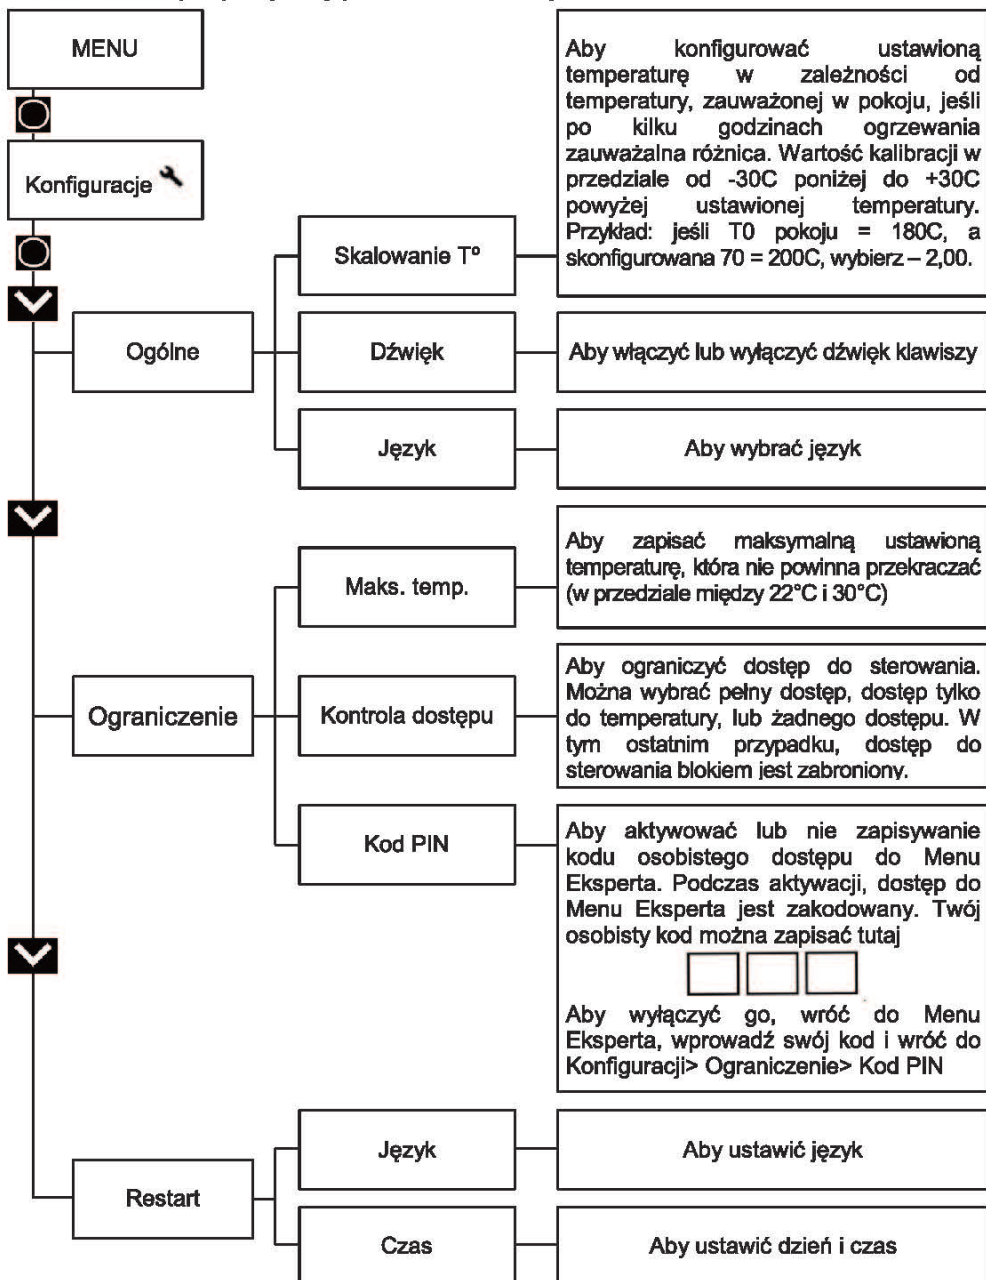 MENU
Konfiguracje
Aby konfigurować ustawioną
temperaturę w zależności od
temperatury, zauważonej w pokoju, jeśli
po kilku godzinach ogrzewania
zauważalna różnica. Wartość kalibracji w
przedziale od -30C poniżej do +30C
powyżej ustawionej temperatury.
Przykład: jeśli T0 pokoju = 180C, a
skonfigurowana 70 = 200C, wybierz – 2,00.
Skalowanie Tº
Ogólne
Dźwięk
Aby włączyć lub wyłączyć dźwięk klawiszy
Język
Aby wybrać język
Maks. temp.
Aby zapisać maksymalną ustawioną
temperaturę, która nie powinna przekraczać
(w przedziale między 22°C i 30°C)
Ograniczenie
Kontrola dostępu
Aby ograniczyć dostęp do sterowania.
Można wybrać pełny dostęp, dostęp tylko
do temperatury, lub żadnego dostępu. W
tym ostatnim przypadku, dostęp do
sterowania blokiem jest zabroniony.
Kod PIN
Aby aktywować lub nie zapisywanie
kodu osobistego dostępu do Menu
Eksperta. Podczas aktywacji, dostęp do
Menu Eksperta jest zakodowany. Twój
osobisty kod można zapisać tutaj
Aby wyłączyć go, wróć do Menu
Eksperta, wprowadź swój kod i wróć do
Konfiguracji> Ograniczenie> Kod PIN
Restart
Język
Aby ustawić język
Czas
Aby ustawić dzień i czas